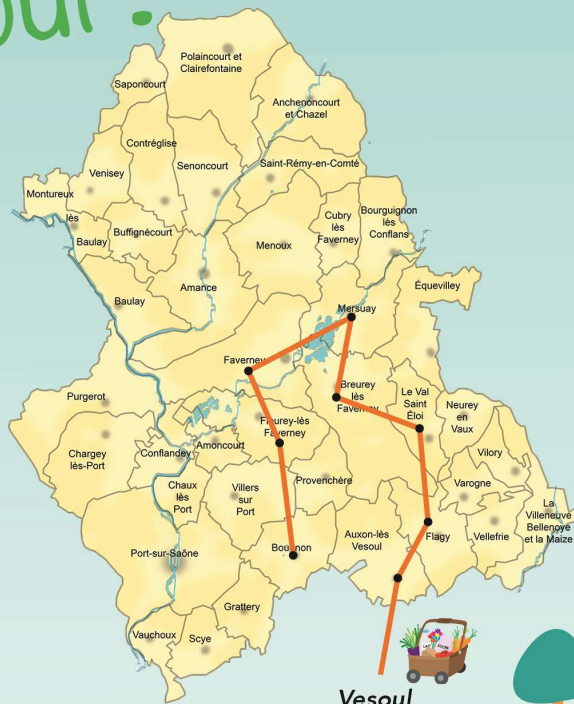 our :
Polaincourt et
Clairefontaine
Saponcourt
Anchenoncourt
et Chazel
Contréglise
Senoncourt
Saint-Rémy-en-Comté
Venisey
Montureux
lès
Baulay
Buffignécourt
Menoux
Cubry
lès
Faverney
Bourguignon
lès
Conflans
Amance
Équevilley
Baulay
Mersuay
Faverney
Breurey
lès
Faverney
Le Val
Saint
Éloi
Neurey
en
Vaux
Purgerot
Fleurey-lès
Faverney
Chargey
lès-Port
Conflandey
Amoncourt
Vilory
Provenchère
Varogne
Chaux
lès
Port
Villers
sur
Port
La
Villeneuve
Bellenoye
et la Maize
Auxon-lès
Vesoul
Flagy
Vellefrie
Port-sur-Saône
Bougnon
Grattery
Vauchoux
Scye
Vesoul